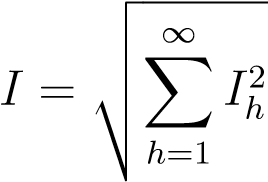 I = \sqrt{\sum_{h=1}^{\infty} I_h^2}